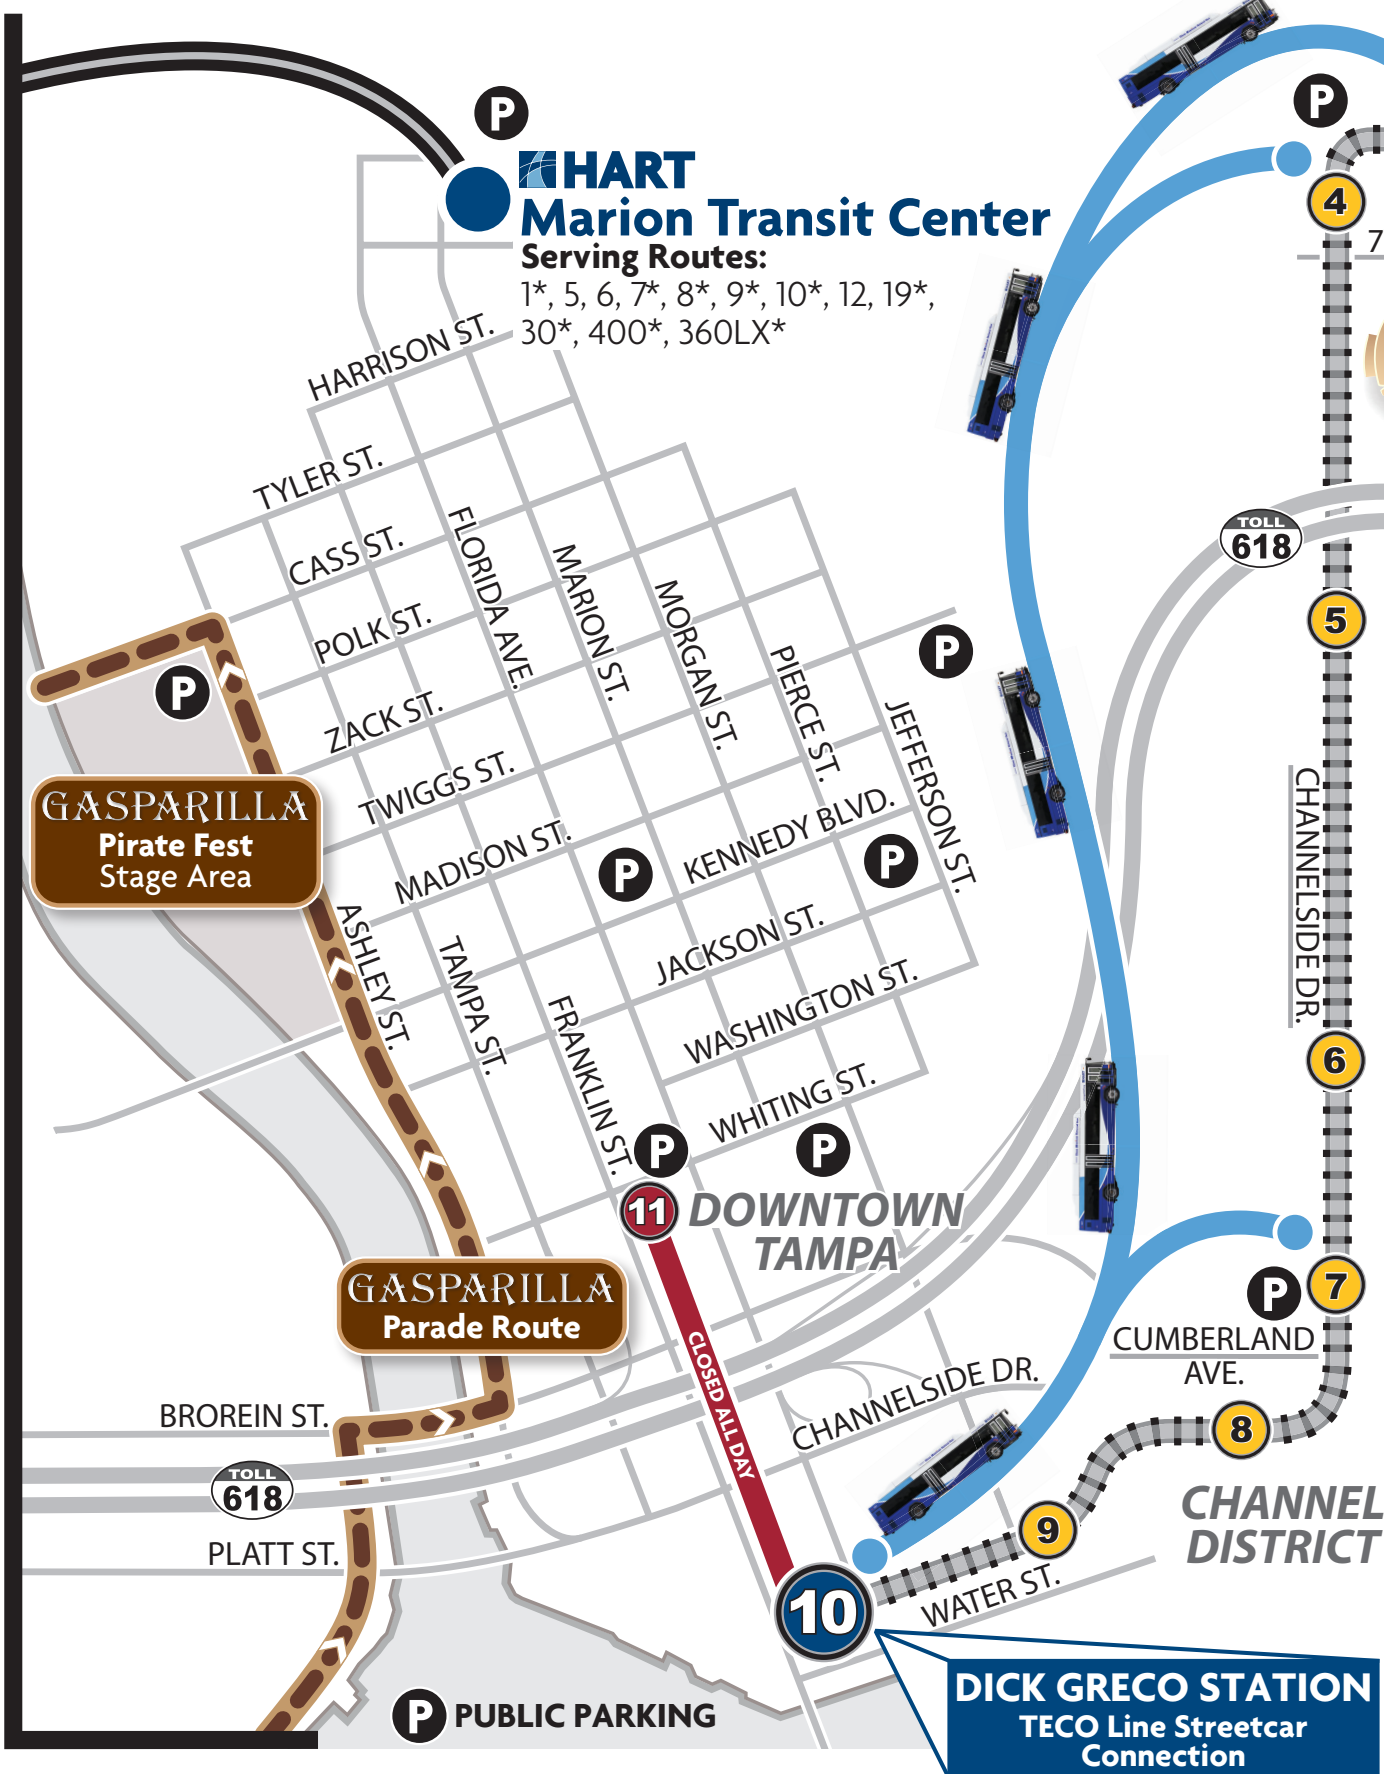 P
P
HART
Marion Transit Center
Serving Routes:
1*, 5, 6, 7*, 8*, 9*, 10*, 12, 19*,
30*, 400*, 360LX*
4
7
HARRISON ST.
TYLER ST.
CASS ST.
FLORIDA AVE.
MARION ST.
MORGAN ST.
TOLL
618
5
POLK ST.
PIERCE ST.
P
P
ZACK ST.
JEFFERSON ST.
TWIGGS ST.
GASPARILLA
Pirate Fest
Stage Area
MADISON ST.
P
KENNEDY BLVD.
P
CHANNELSIDE DR.
ASHLEY ST.
TAMPA ST.
JACKSON ST.
FRANKLIN ST.
WASHINGTON ST.
6
WHITING ST.
P
P
11
DOWNTOWN
TAMPA
GASPARILLA
Parade Route
P
7
CUMBERLAND
AVE.
CLOSED ALL DAY
CHANNELSIDE DR.
BROREIN ST.
8
TOLL
618
CHANNEL
DISTRICT
9
PLATT ST.
10
WATER ST.
DICK GRECO STATION
TECO Line Streetcar
Connection
P PUBLIC PARKING